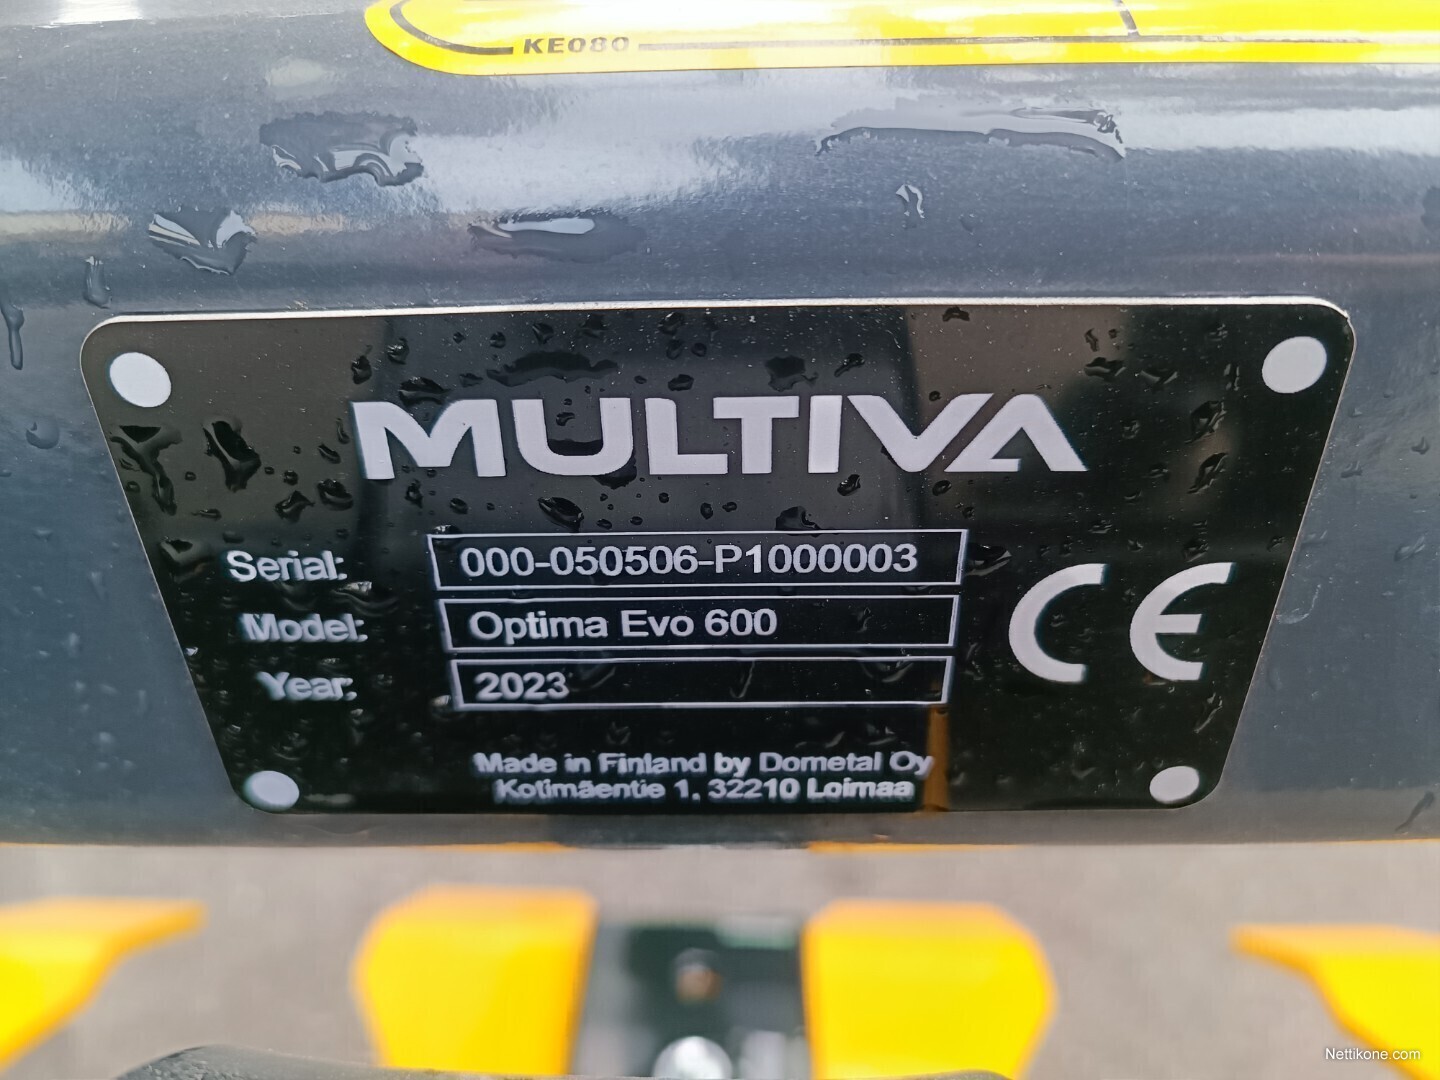 KE080
MULTIVA
Serial: 000-050506-P1000003
Model: Optima Evo 600
Year: 2023
CE
Made in Finland by Dometal Oy
Kotimäentie 1, 32210 Loimaa
Nettikone.com